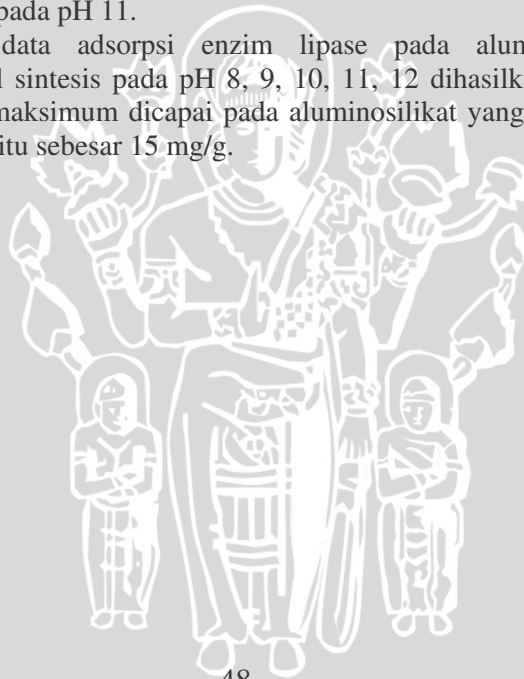 pada pH 11.
data adsorpsi enzim lipase pada alum
sintesis pada pH 8, 9, 10, 11, 12 dihasilk
maksimum dicapai pada aluminosilikat yang
itu sebesar 15 mg/g.
48